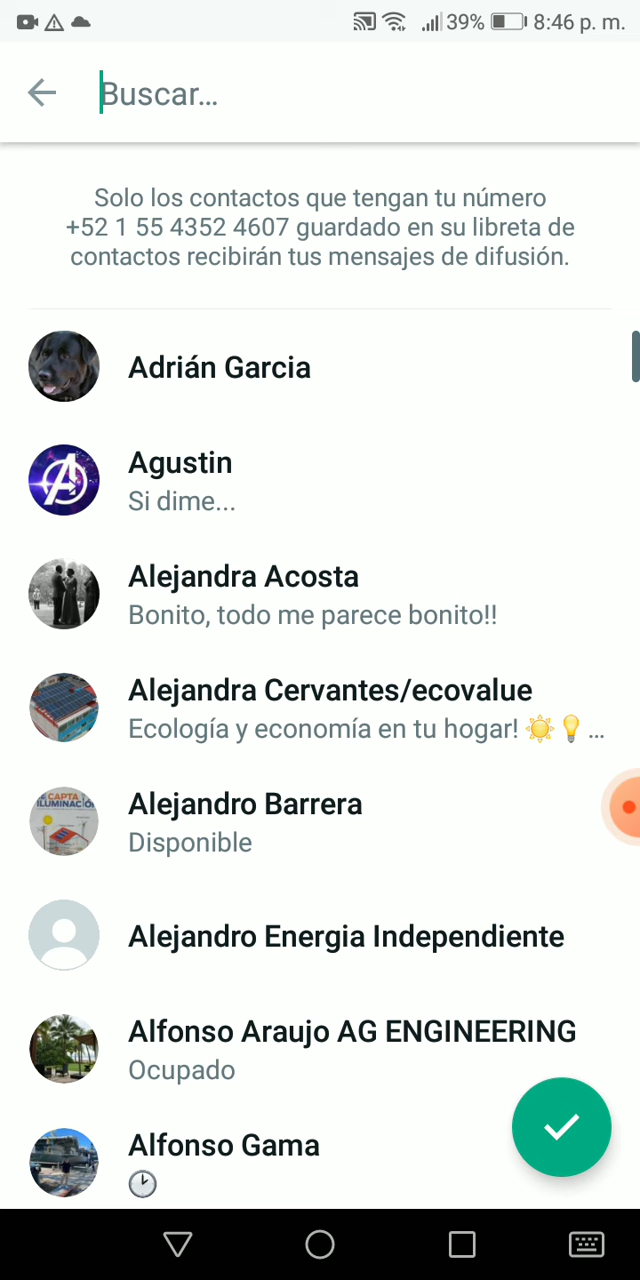 39% 8:46 p. m.
Buscar...
Solo los contactos que tengan tu número
+52 1 55 4352 4607 guardado en su libreta de
contactos recibirán tus mensajes de difusión.
Adrián Garcia
Agustin
Si dime...
Alejandra Acosta
Bonito, todo me parece bonito!!
Alejandra Cervantes/ecovalue
Ecología y economía en tu hogar! ☀️💡...
CAPTA
ILUMINACIÓN
Alejandro Barrera
Disponible
Alejandro Energia Independiente
Alfonso Araujo AG ENGINEERING
Ocupado
Alfonso Gama
🕐